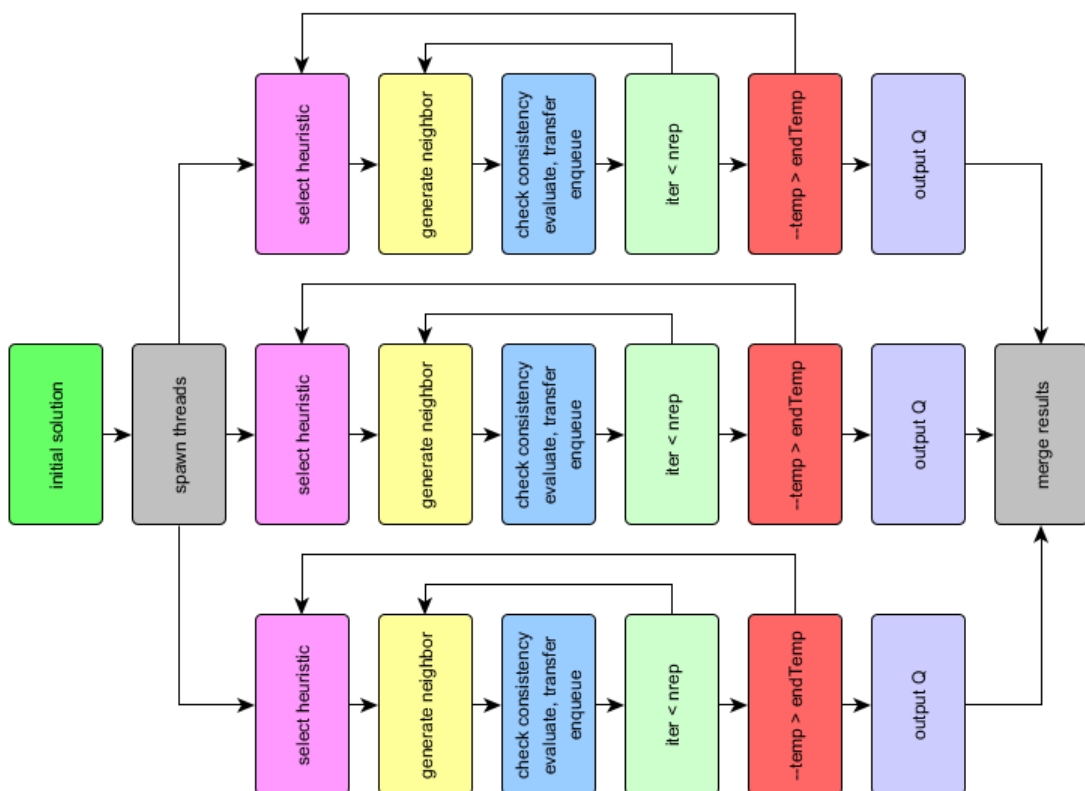 initial solution
spawn threads
select heuristic
generate neighbor
check consistency
evaluate, transfer
enqueue
iter < nrep
--temp > endTemp
output Q
select heuristic
generate neighbor
check consistency
evaluate, transfer
enqueue
iter < nrep
--temp > endTemp
output Q
select heuristic
generate neighbor
check consistency
evaluate, transfer
enqueue
iter < nrep
--temp > endTemp
output Q
merge results